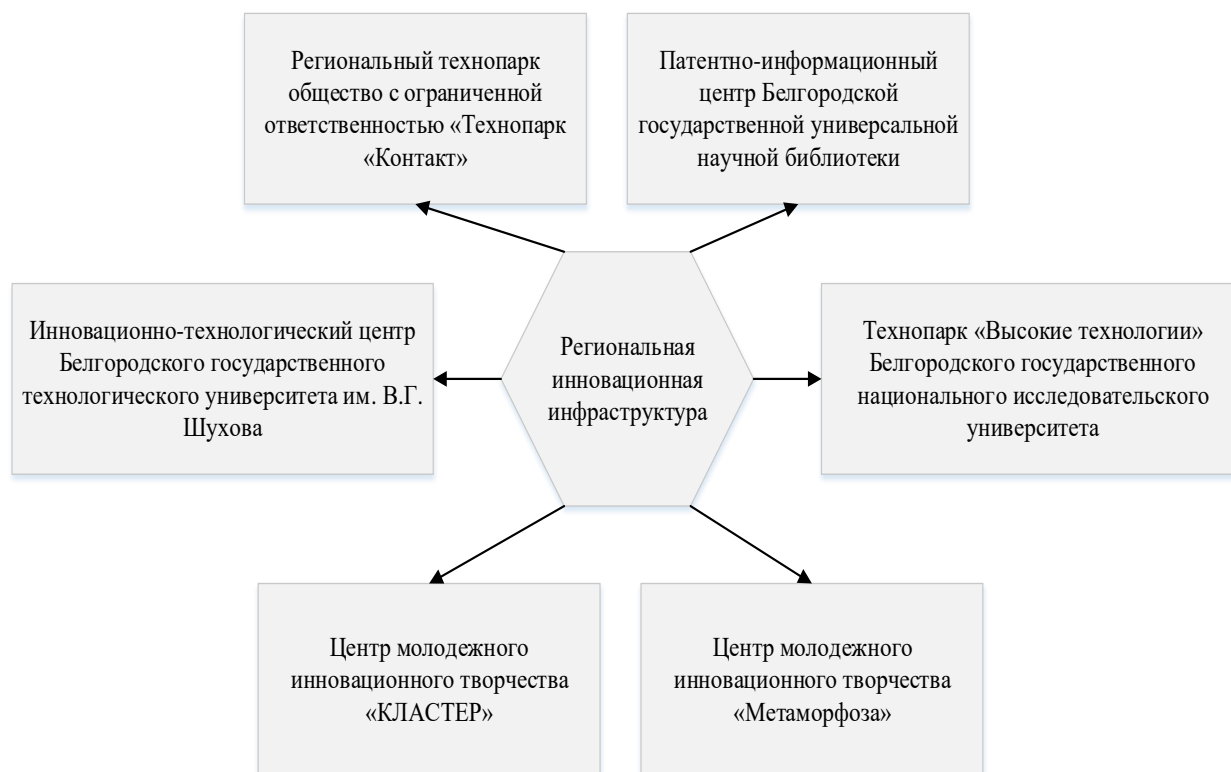 Региональный технопарк
общество с ограниченной
ответственностью «Технопарк
«Контакт»
Патентно-информационный
центр Белгородской
государственной универсальной
научной библиотеки
Инновационно-технологический центр
Белгородского государственного
технологического университета им. В.Г.
Шухова
Региональная
инновационная
инфраструктура
Технопарк «Высокие технологии»
Белгородского государственного
национального исследовательского
университета
Центр молодежного
инновационного творчества
«КЛАСТЕР»
Центр молодежного
инновационного творчества
«Метаморфоза»